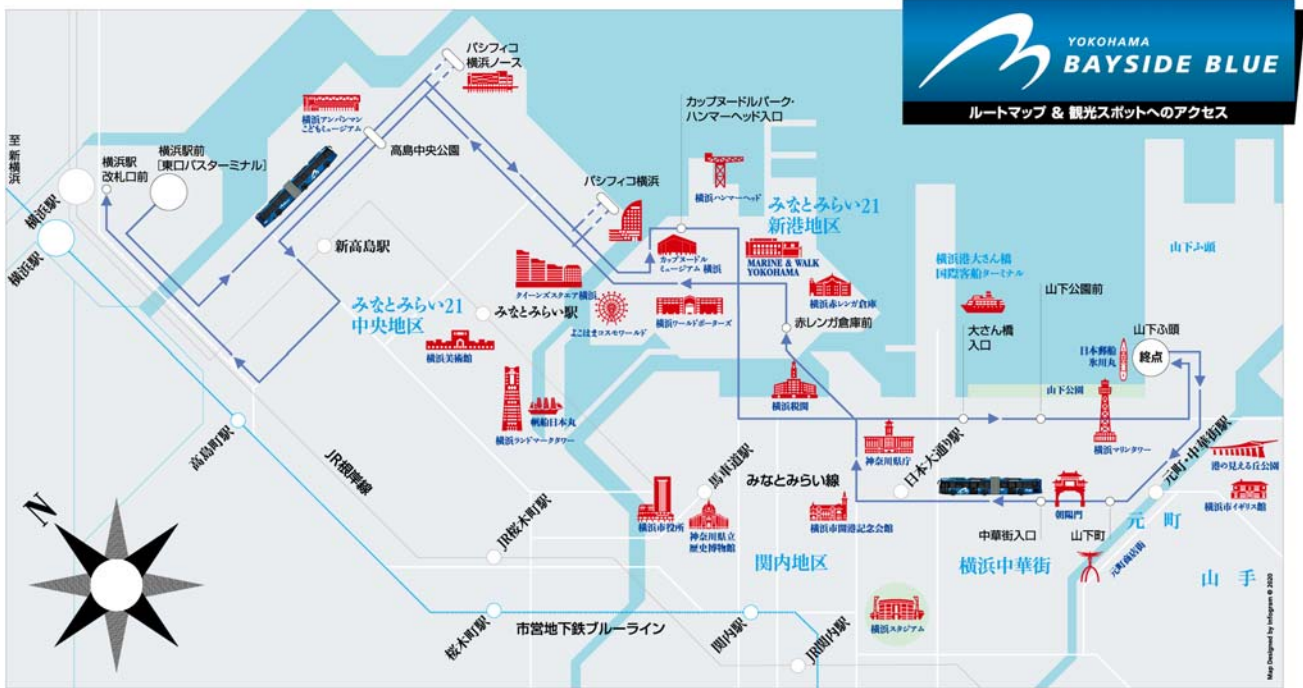 YOKOHAMA
BAYSIDE BLUE
ルートマップ & 観光スポットへのアクセス
パシフィコ
横浜ノース
横浜アンパンマン
こどもミュージアム
高島中央公園
至 新横浜
横浜駅
改札口前
横浜駅前
[東口バスターミナル]
横浜駅
横浜駅
新高島駅
カップヌードルパーク・
ハンマーヘッド入口
パシフィコ横浜
横浜ハンマーヘッド
みなとみらい21
新港地区
カップヌードル
ミュージアム 横浜
MARINE & WALK
YOKOHAMA
横浜赤レンガ倉庫
クイーンズスクエア横浜
みなとみらい駅
よこはまコスモワールド
横浜ワールドポーターズ
赤レンガ倉庫前
みなとみらい21
中央地区
横浜美術館
横浜ランドマークタワー
帆船日本丸
横浜税関
横浜港大さん橋
国際客船ターミナル
大さん橋
入口
山下公園前
山下ふ頭
山下ふ頭
終点
日本郵船
氷川丸
山下公園
横浜マリンタワー
神奈川県庁
日本大通り駅
元町・中華街駅
港の見える丘公園
横浜市イギリス館
高島町駅
JR根岸線
JR桜木町駅
馬車道駅
みなとみらい線
横浜市役所
神奈川県立
歴史博物館
横浜市開港記念会館
中華街入口
朝陽門
山下町
元町
元町商店街
関内地区
横浜中華街
山手
横浜スタジアム
桜木町駅
市営地下鉄ブルーライン
関内駅
JR関内駅
N
Map Designed by Infogram © 2020